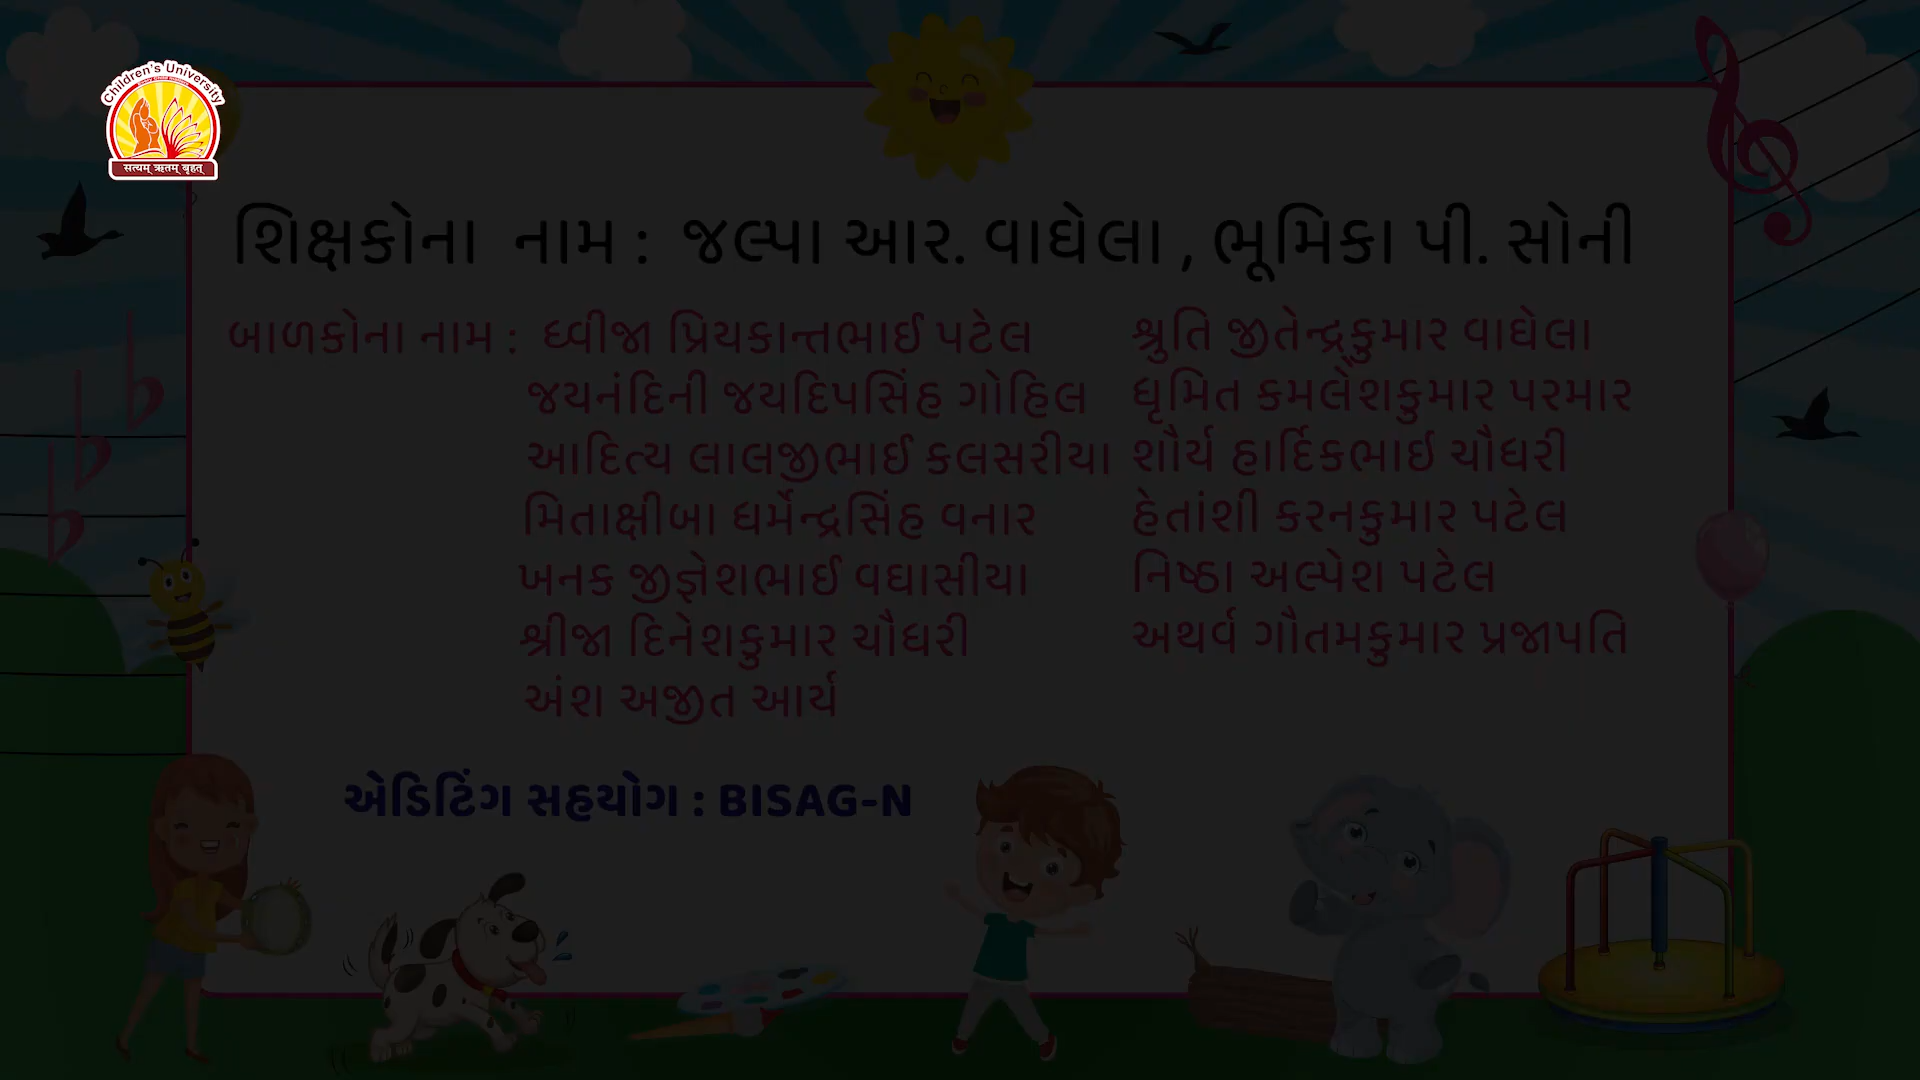 Children's University
सत्यम् ऋतम् बृहत्
શિક્ષકોના નામ : જલ્પા આર. વાઘેલા , ભૂમિકા પી. સોની
બાળકોના નામ : ધ્વીજા પ્રિયકાન્તભાઈ પટેલ
જયનંદિની જયદિપસિંહ ગોહિલ
આદિત્ય લાલજીભાઈ કલસરીયા
મિતાક્ષીબા ધર્મેન્દ્રસિંહ વનાર
ખનક જીજ્ઞેશભાઈ વઘાસીયા
શ્રીજા દિનેશકુમાર ચૌધરી
અંશ અજીત આર્ય
શ્રુતિ જીતેન્દ્રકુમાર વાઘેલા
ધૃમિત કમલેશકુમાર પરમાર
શૌર્ય હાર્દિકભાઇ ચૌધરી
હેતાંશી કરનકુમાર પટેલ
નિષ્ઠા અલ્પેશ પટેલ
અથર્વ ગૌતમકુમાર પ્રજાપતિ
એડિટિંગ સહયોગ : BISAG-N